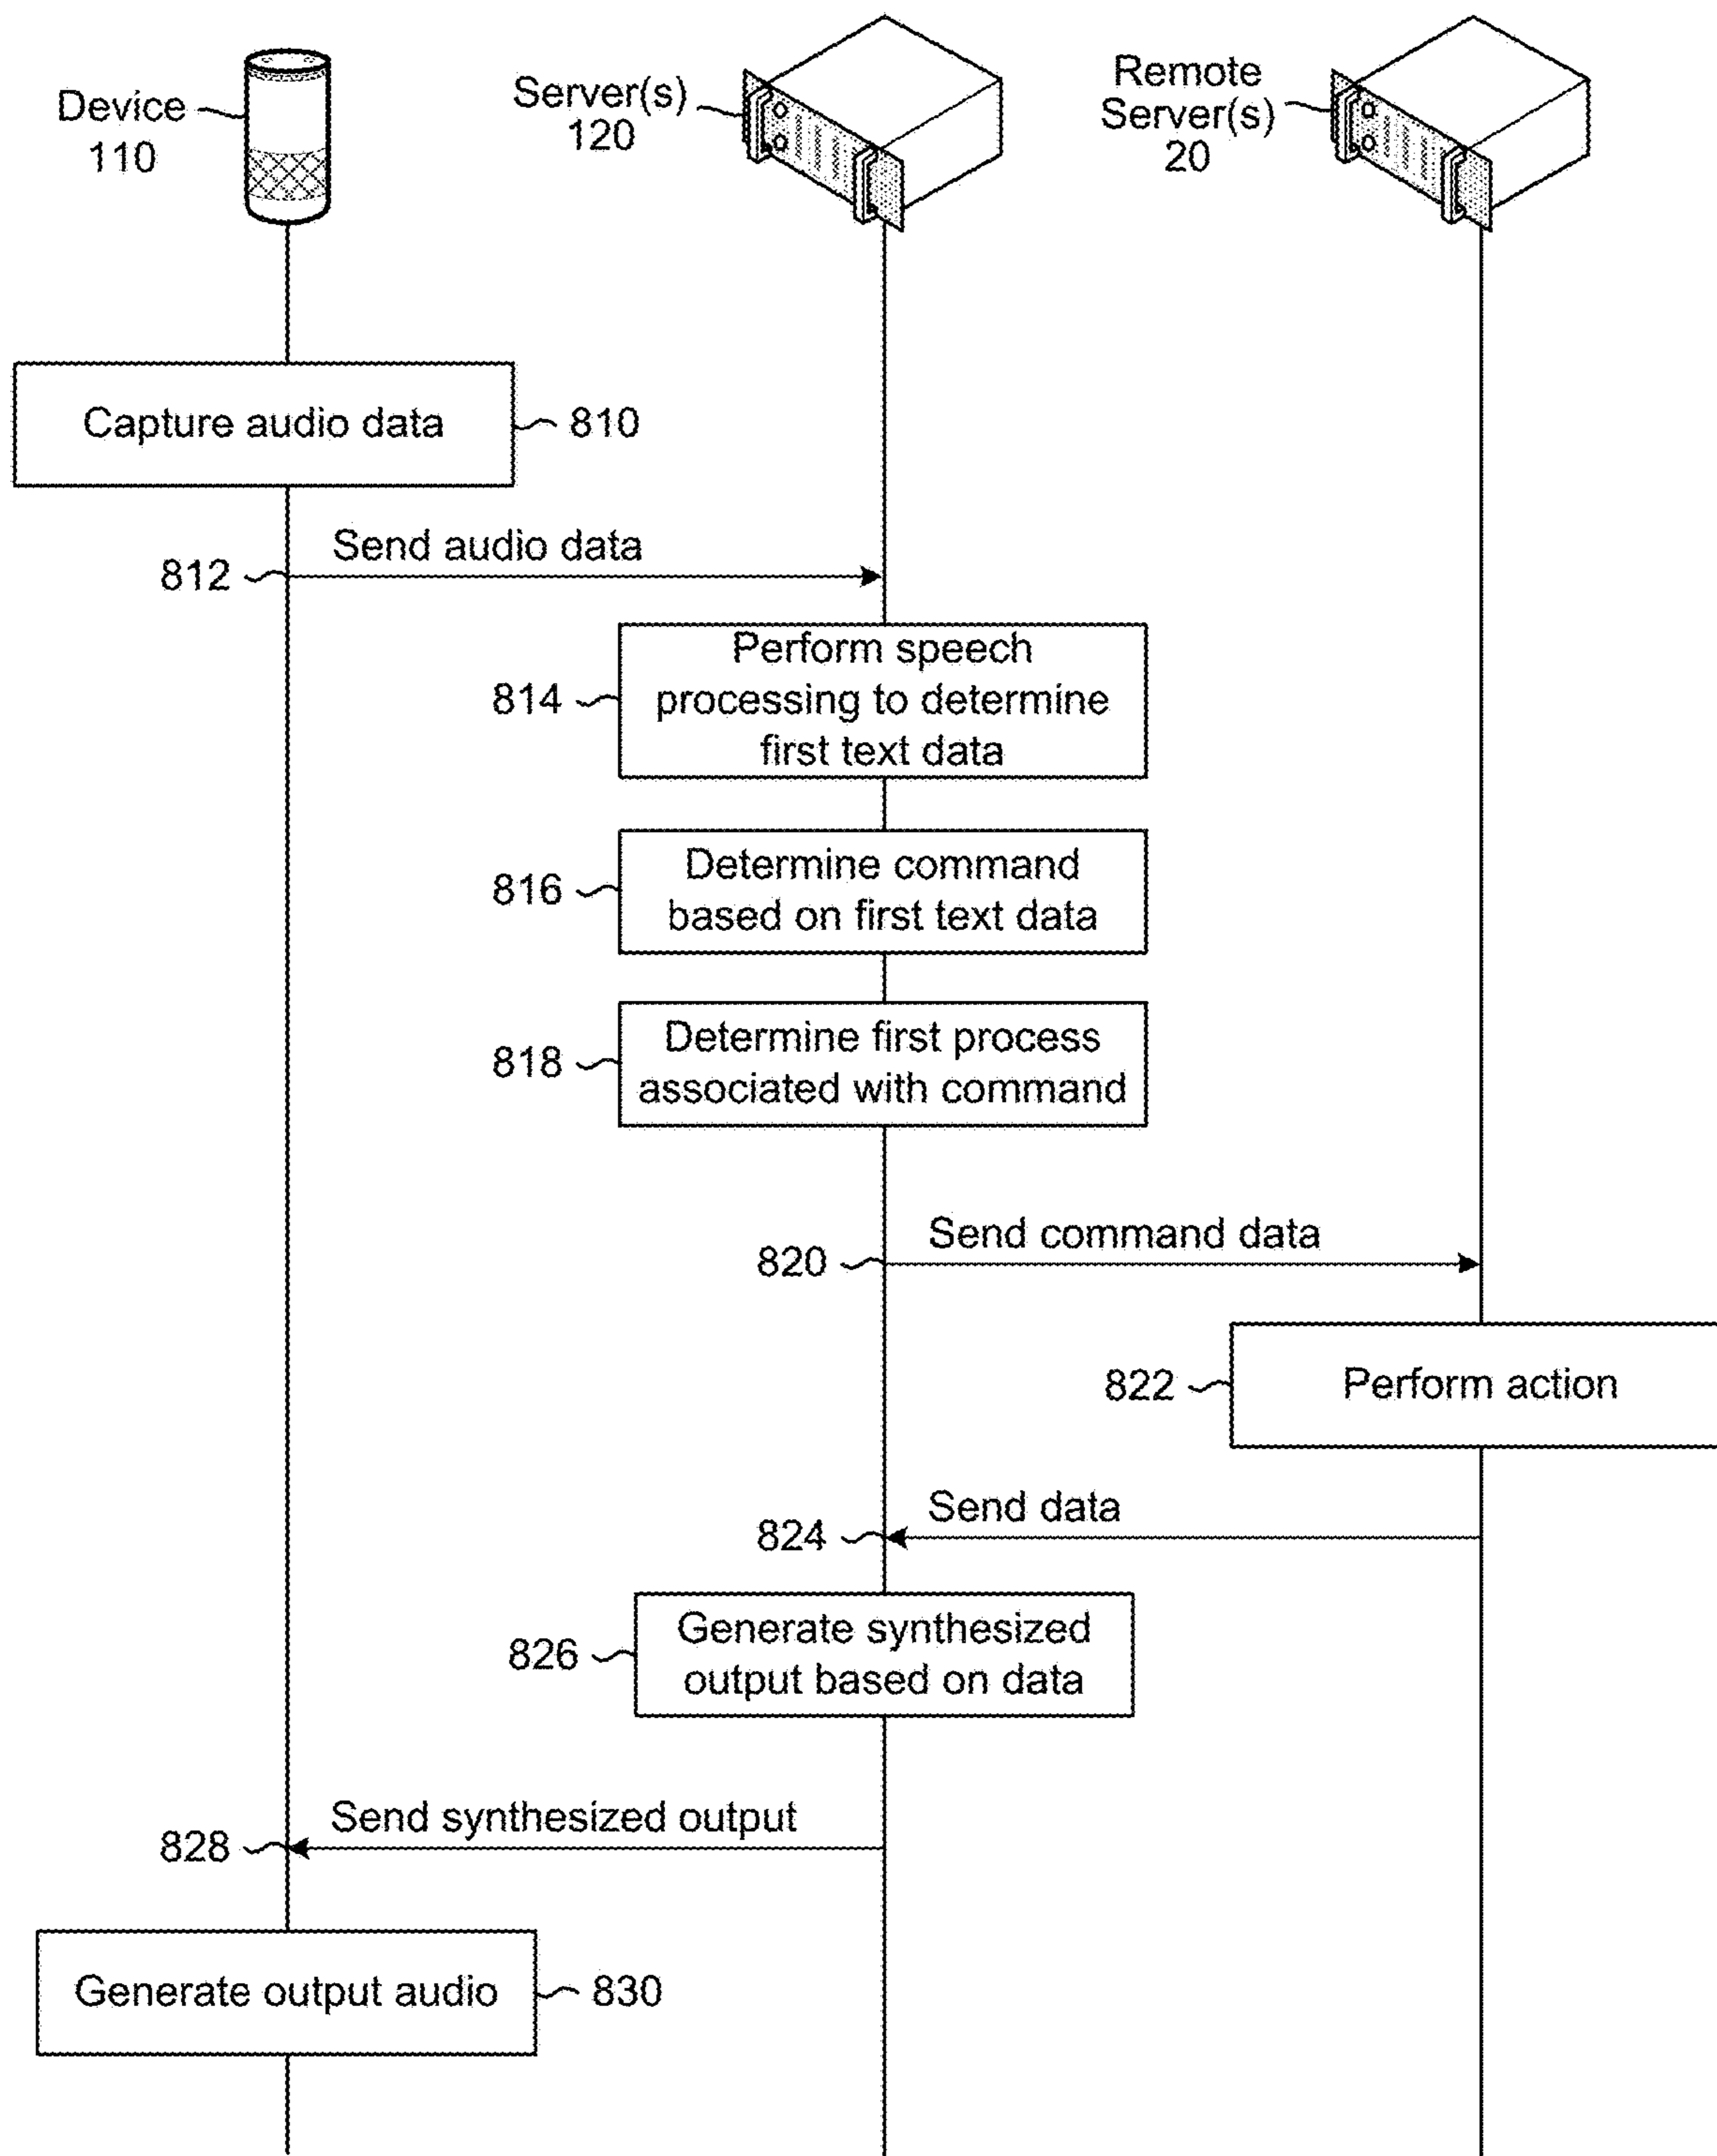 Device
110
Server(s)
120
Remote
Server(s)
20
Capture audio data
810
Send audio data
812
Perform speech
processing to determine
first text data
814
Determine command
based on first text data
816
Determine first process
associated with command
818
Send command data
820
Perform action
822
Send data
824
Generate synthesized
output based on data
826
Send synthesized output
828
Generate output audio
830